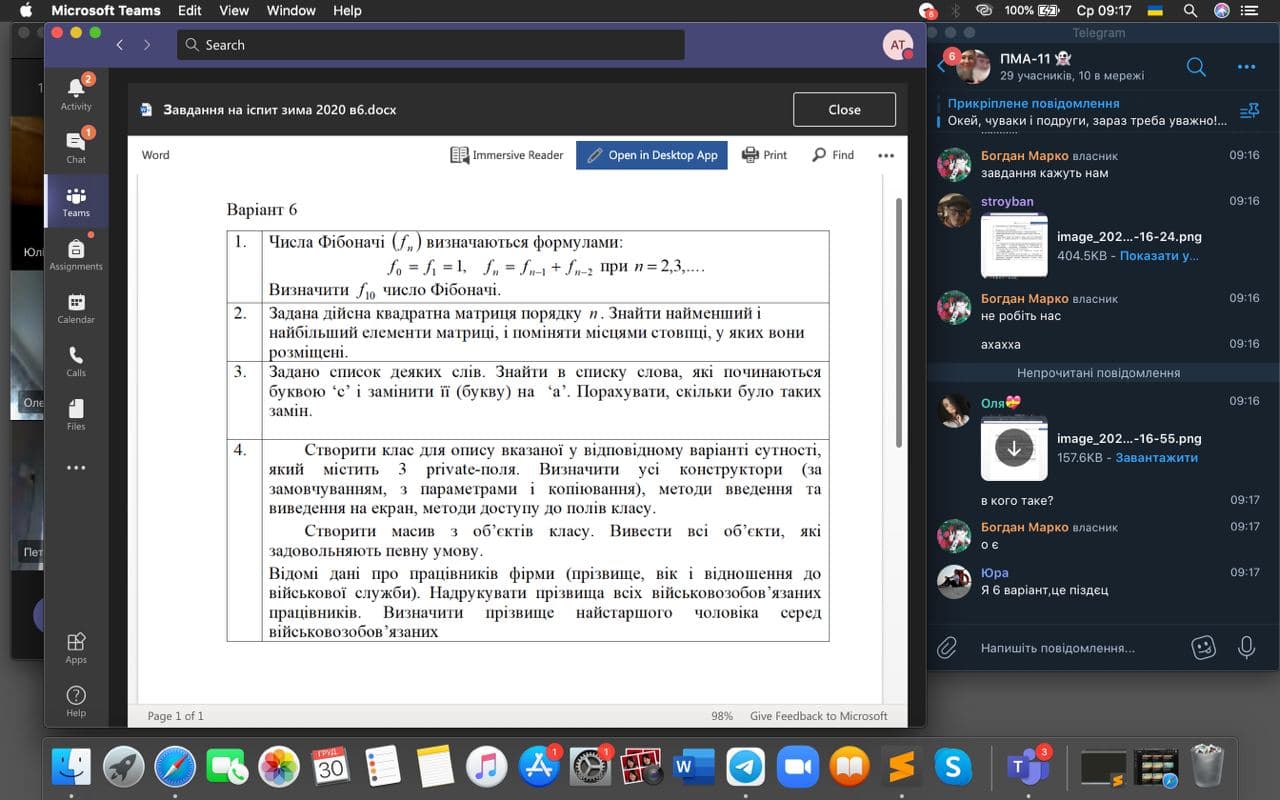 Microsoft Teams Edit View Window Help
100% Ср 09:17
Search
AT
Telegram
2
Activity
1
Chat
Teams
Assignments
Calendar
Calls
Files
Apps
Help
Завдання на іспит зима 2020 в6.docx
Close
Word
Immersive Reader
Open in Desktop App
Print
Find
Варіант 6
1. Числа Фібоначі (fₙ) визначаються формулами:
f₀ = f₁ = 1, fₙ = fₙ₋₁ + fₙ₋₂ при n = 2,3,....
Визначити f₁₀ число Фібоначі.
2. Задана дійсна квадратна матриця порядку n. Знайти найменший і
найбільший елементи матриці, і поміняти місцями стовпці, у яких вони
розміщені.
3. Задано список деяких слів. Знайти в списку слова, які починаються
буквою ‘с’ і замінити її (букву) на ‘а’. Порахувати, скільки було таких
замін.
4. Створити клас для опису вказаної у відповідному варіанті сутності,
який містить 3 private-поля. Визначити усі конструктори (за
замовчуванням, з параметрами і копіювання), методи введення та
виведення на екран, методи доступу до полів класу.
Створити масив з об’єктів класу. Вивести всі об’єкти, які
задовольняють певну умову.
Відомі дані про працівників фірми (прізвище, вік і відношення до
військової служби). Надрукувати прізвища всіх військовозобов’язаних
працівників. Визначити прізвище найстаршого чоловіка серед
військовозобов’язаних
Page 1 of 1
98% Give Feedback to Microsoft
6
ПМА-11
29 учасників, 10 в мережі
Прикріплене повідомлення
Окей, чуваки і подруги, зараз треба уважно!...
Богдан Марко власник 09:16
завдання кажуть нам
stroyban 09:16
image_202...-16-24.png
404.5KB - Показати у...
Богдан Марко власник 09:16
не робіть нас
ахахха 09:16
Непрочитані повідомлення
Оля 09:16
image_202...-16-55.png
157.6KB - Завантажити
в кого таке? 09:17
Богдан Марко власник 09:17
о є
Юра 09:17
Я 6 варіант,це піздєц
Напишіть повідомлення...
Юлі
Оле
Пет
ГРУД.
30
1
1
3